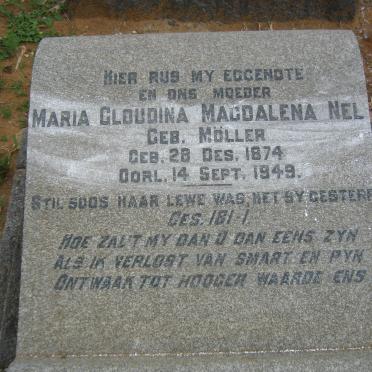 HIER RUS MY EGGENOTE
EN ONS MOEDER
MARIA CLOUDINA MAGDALENA NEL
GEB. MÖLLER
GEB. 28 DES. 1874
OORL. 14 SEPT. 1949.
STIL SOOS HAAR LEWE WAS, HET SY GESTERF
GES. 181-1.
HOE ZAL'T MY DAN O DAN EENS ZYN
ALS IK VERLOST VAN SMART EN PYN
ONTWAAK TOT HOOGER WAARDE ENS